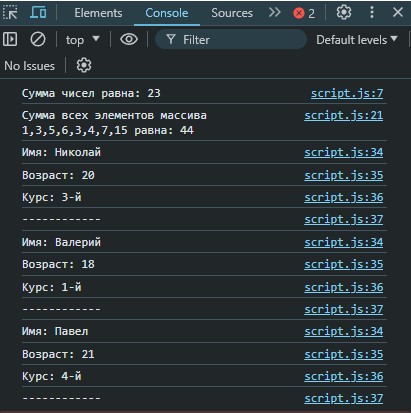 Elements Console Sources 2
top Filter Default levels
No Issues
Сумма чисел равна: 23 script.js:7
Сумма всех элементов массива script.js:21
1,3,5,6,3,4,7,15 равна: 44
Имя: Николай script.js:34
Возраст: 20 script.js:35
Курс: 3-й script.js:36
------------ script.js:37
Имя: Валерий script.js:34
Возраст: 18 script.js:35
Курс: 1-й script.js:36
------------ script.js:37
Имя: Павел script.js:34
Возраст: 21 script.js:35
Курс: 4-й script.js:36
------------ script.js:37